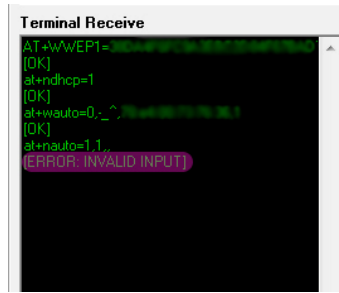 Terminal Receive
AT+WWEP1=
[OK]
at+ndhcp=1
[OK]
at+wauto=0,-_^,
[OK]
at+nauto=1,1,,
[ERROR: INVALID INPUT]